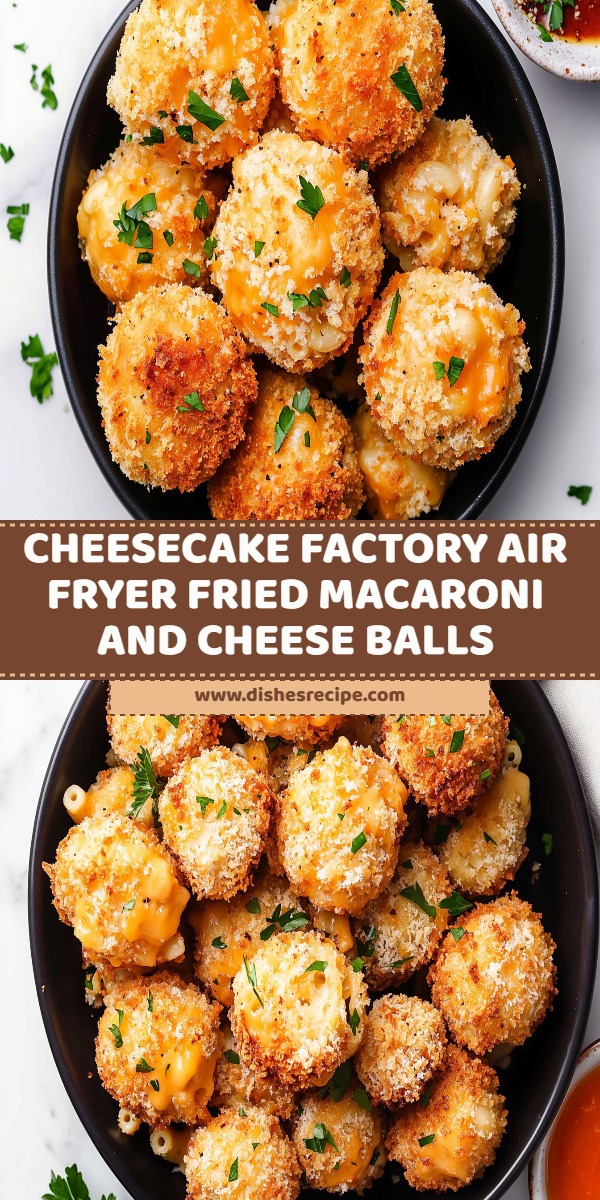 CHEESECAKE FACTORY AIR
FRYER FRIED MACARONI
AND CHEESE BALLS
www.dishesrecipe.com